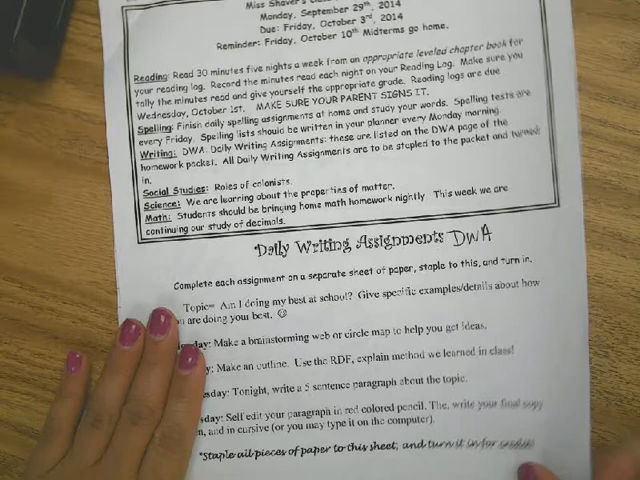 Miss Shaver's
Monday, September 29th, 2014
Due: Friday, October 3rd, 2014
Reminder: Friday, October 10th Midterms go home.
Reading: Read 30 minutes five nights a week from an appropriate leveled chapter book for
your reading log. Record the minutes read each night on your Reading Log. Make sure you
tally the minutes read and give yourself the appropriate grade. Reading logs are due
Wednesday, October 1st. MAKE SURE YOUR PARENT SIGNS IT.
Spelling: Finish daily spelling assignments at home and study your words. Spelling tests are
every Friday. Spelling lists should be written in your planner every Monday morning
Writing: DWA: Daily Writing Assignments: these are listed on the DWA page of the
homework packet. All Daily Writing Assignments are to be stapled to the packet and turned
in.
Social Studies: Roles of colonists.
Science: We are learning about the properties of matter.
Math: Students should be bringing home math homework nightly This week we are
continuing our study of decimals.
Daily Writing Assignments DWA
Complete each assignment on a separate sheet of paper, staple to this, and turn in.
Topic= Am I doing my best at school? Give specific examples/details about how
are doing your best. ☺
day: Make a brainstorming web or circle map to help you get ideas.
y: Make an outline. Use the RDF, explain method we learned in class!
sday: Tonight, write a 5 sentence paragraph about the topic.
sday: Self edit your paragraph in red colored pencil. The, write your final copy
n, and in cursive (or you may type it on the computer).
*Staple all pieces of paper to this sheet, and turn it in for